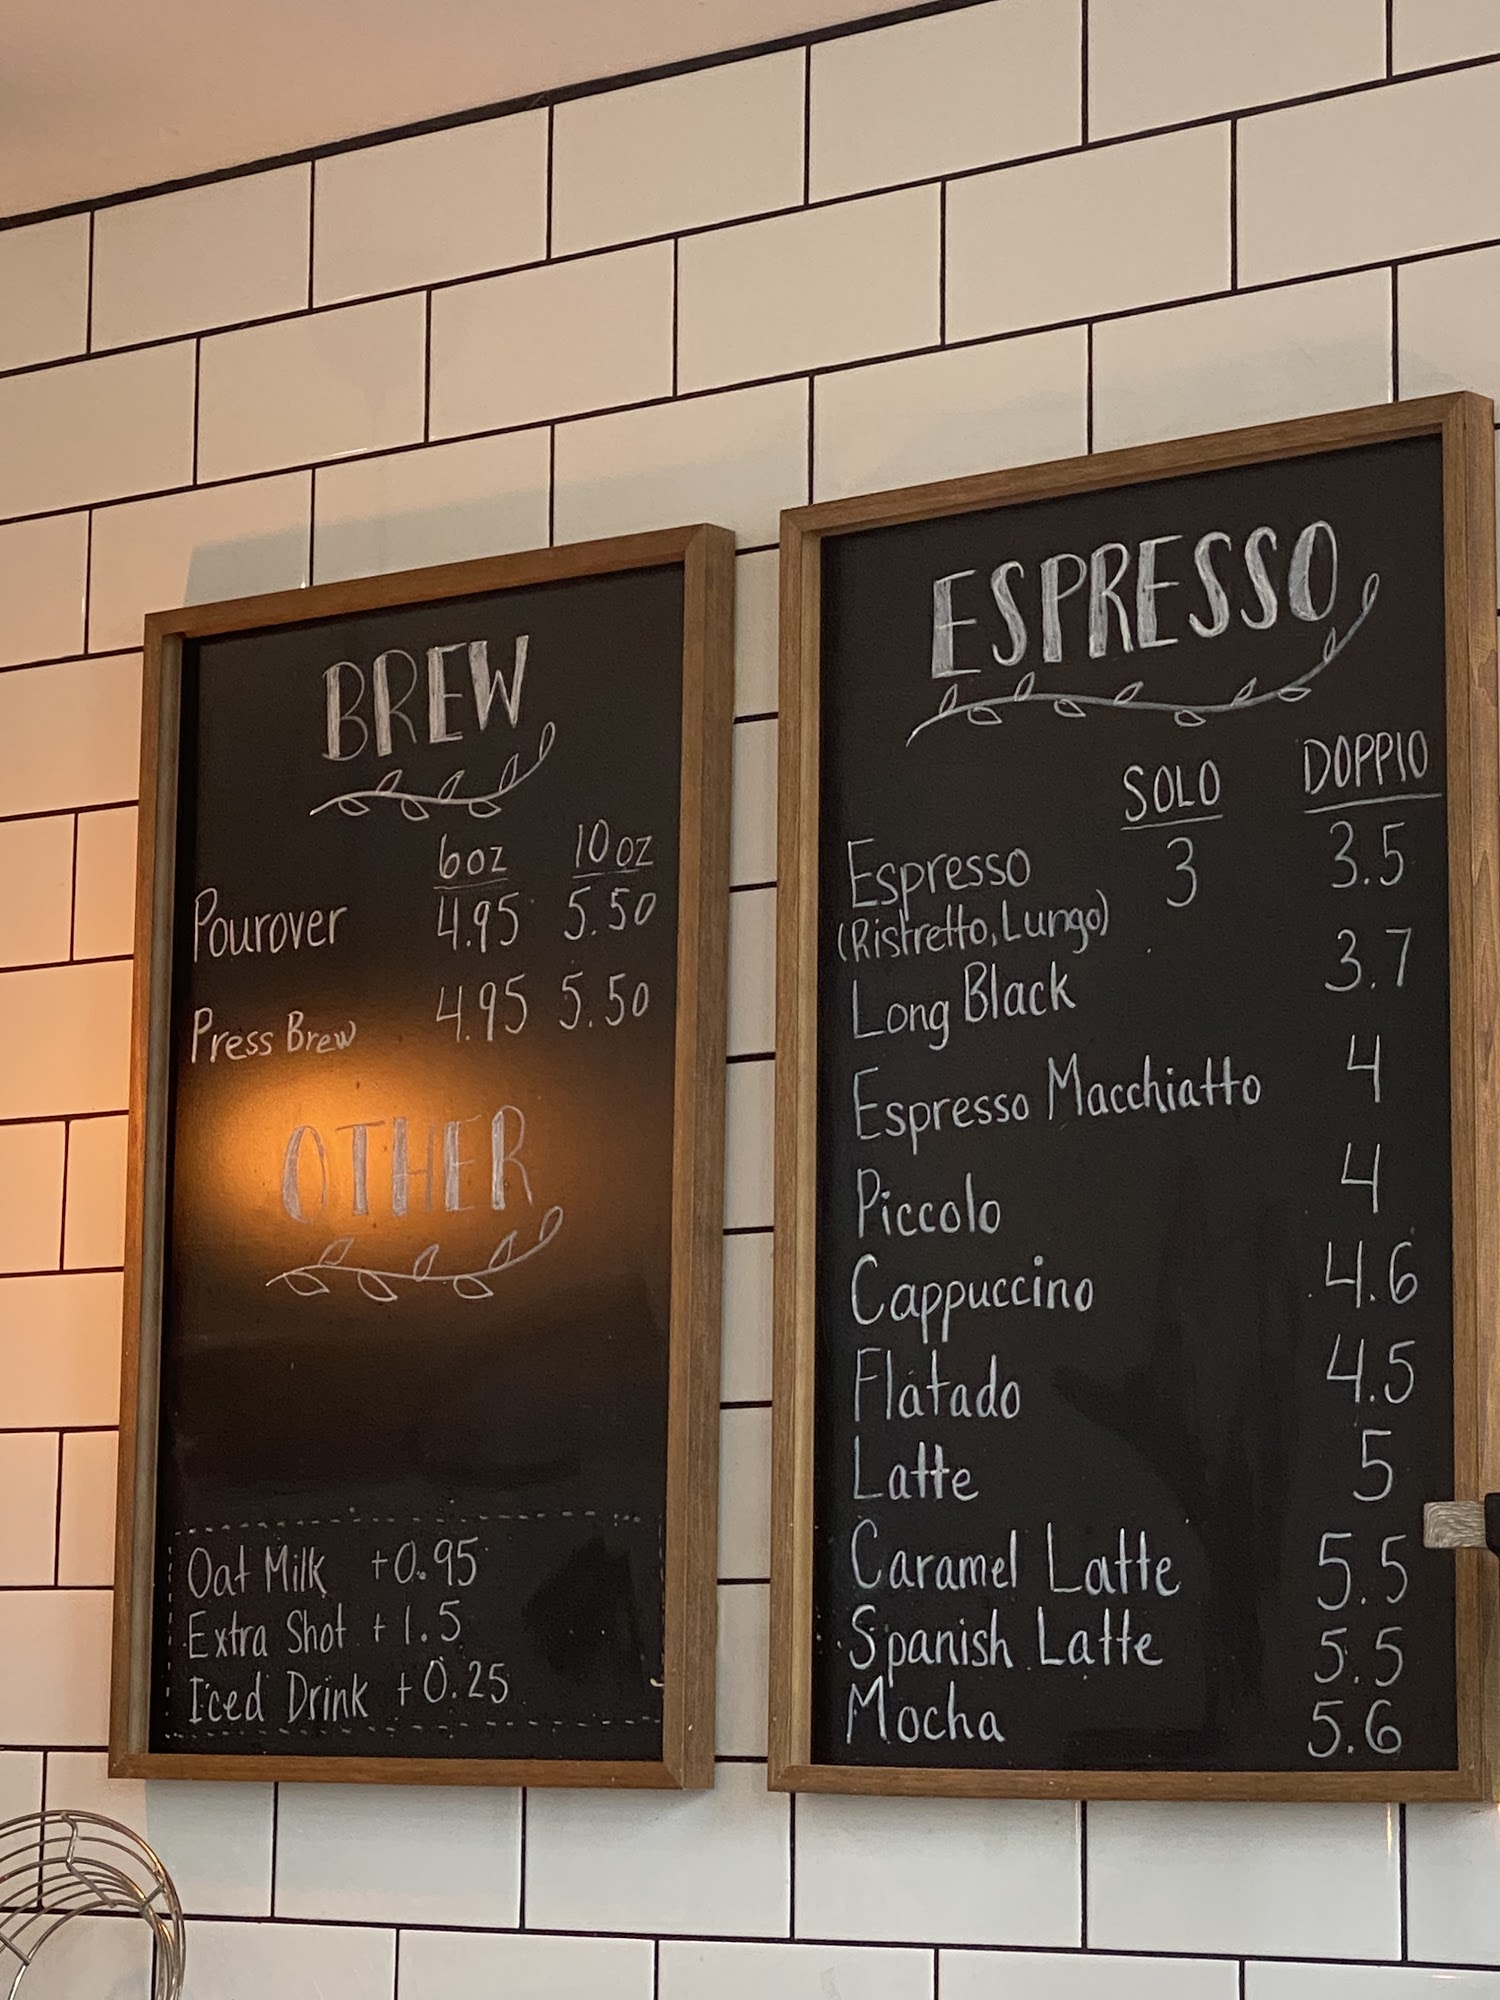 BREW
6oz 10oz
Pourover 4.95 5.50
Press Brew 4.95 5.50
OTHER
Oat Milk +0.95
Extra Shot +1.5
Iced Drink +0.25
ESPRESSO
SOLO DOPPIO
Espresso 3 3.5
(Ristretto, Lungo)
Long Black 3.7
Espresso Macchiatto 4
Piccolo 4
Cappuccino 4.6
Flatado 4.5
Latte 5
Caramel Latte 5.5
Spanish Latte 5.5
Mocha 5.6